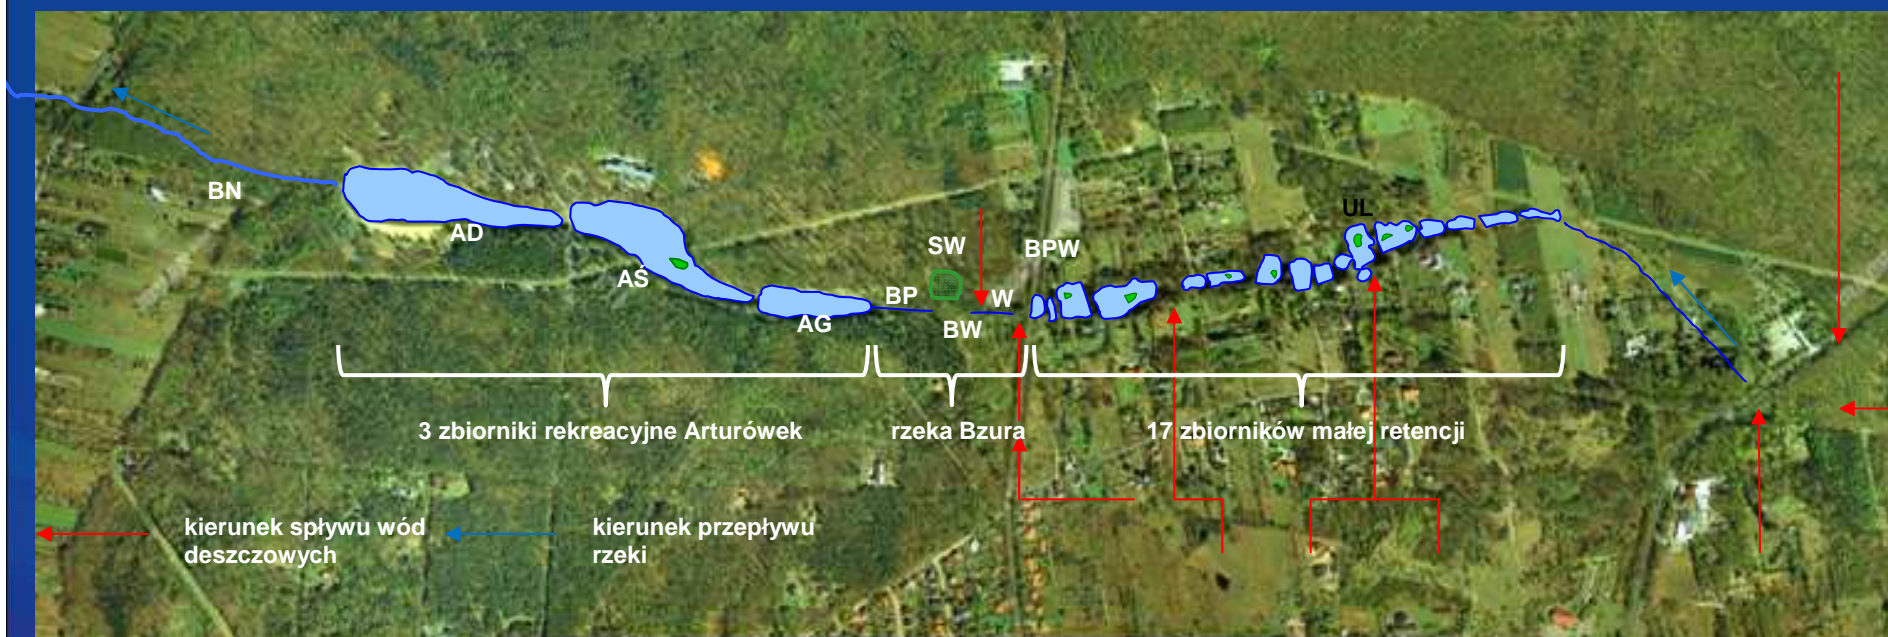 UL
BN
AD
SW
BPW
AŚ
BP
W
AG
BW
3 zbiorniki rekreacyjne Arturówek
rzeka Bzura
17 zbiorników małej retencji
kierunek spływu wód
deszczowych
kierunek przepływu
rzeki